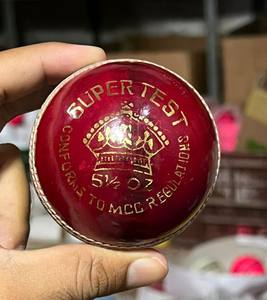 SUPER TEST
5½ OZ
CONFORMS TO MCC REGULATIONS